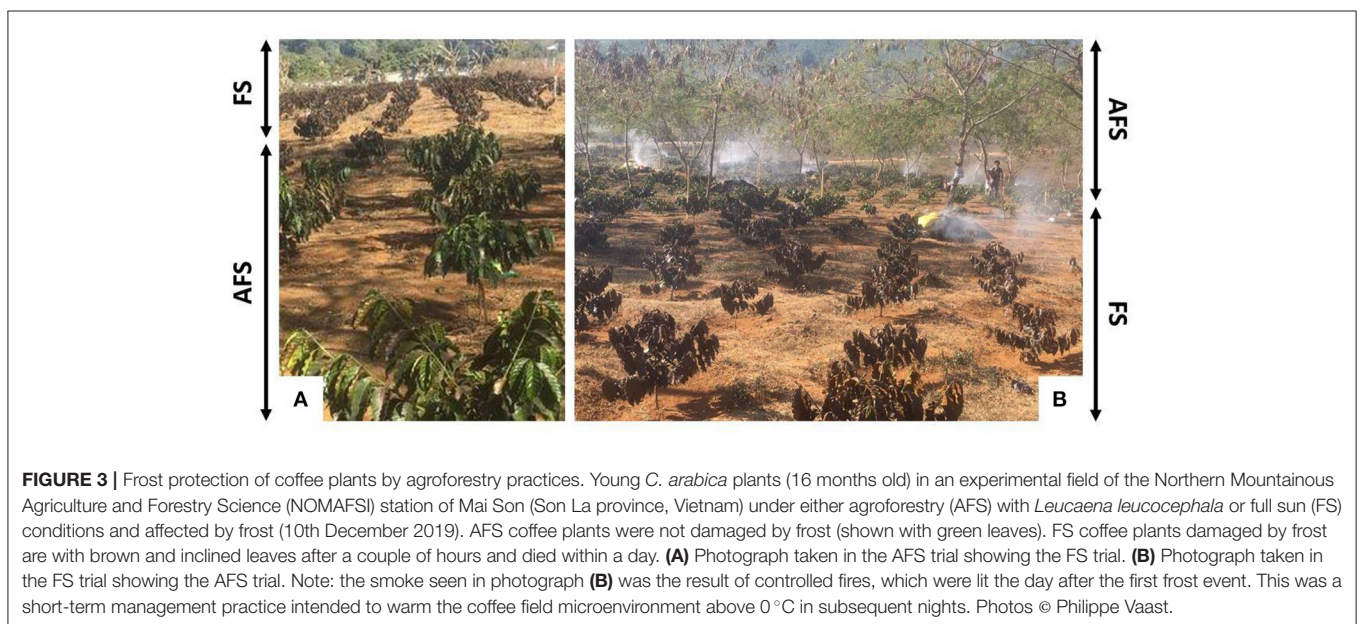 FS
AFS
AFS
FS
A
B
FIGURE 3 | Frost protection of coffee plants by agroforestry practices. Young C. arabica plants (16 months old) in an experimental field of the Northern Mountainous
Agriculture and Forestry Science (NOMAFSI) station of Mai Son (Son La province, Vietnam) under either agroforestry (AFS) with Leucaena leucocephala or full sun (FS)
conditions and affected by frost (10th December 2019). AFS coffee plants were not damaged by frost (shown with green leaves). FS coffee plants damaged by frost
are with brown and inclined leaves after a couple of hours and died within a day. (A) Photograph taken in the AFS trial showing the FS trial. (B) Photograph taken in
the FS trial showing the AFS trial. Note: the smoke seen in photograph (B) was the result of controlled fires, which were lit the day after the first frost event. This was a
short-term management practice intended to warm the coffee field microenvironment above 0°C in subsequent nights. Photos © Philippe Vaast.